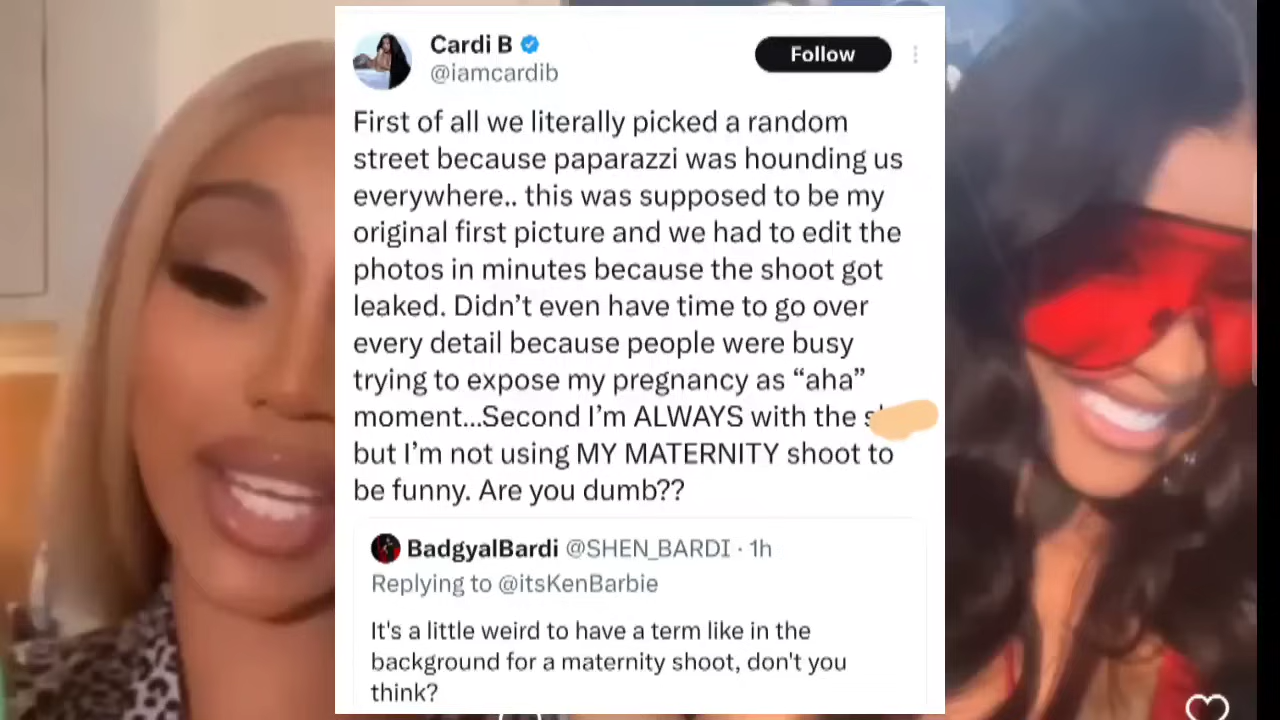 Cardi B
Follow
@iamcardib
First of all we literally picked a random
street because paparazzi was hounding us
everywhere.. this was supposed to be my
original first picture and we had to edit the
photos in minutes because the shoot got
leaked. Didn’t even have time to go over
every detail because people were busy
trying to expose my pregnancy as “aha”
moment...Second I’m ALWAYS with the
but I’m not using MY MATERNITY shoot to
be funny. Are you dumb??
BadgyalBardi @SHEN_BARDI · 1h
Replying to @itsKenBarbie
It's a little weird to have a term like in the
background for a maternity shoot, don't you
think?